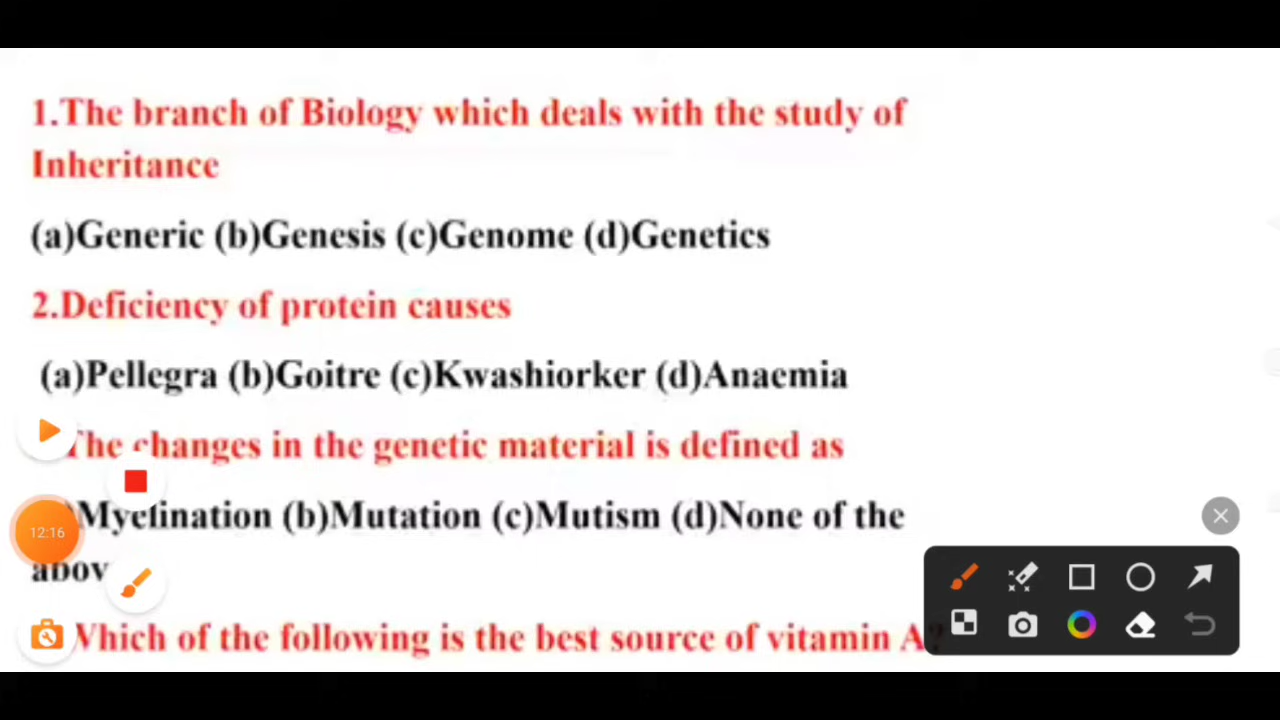 1.The branch of Biology which deals with the study of
Inheritance
(a)Generic (b)Genesis (c)Genome (d)Genetics
2.Deficiency of protein causes
(a)Pellegra (b)Goitre (c)Kwashiorker (d)Anaemia
The changes in the genetic material is defined as
)Myelination (b)Mutation (c)Mutism (d)None of the
12:16
Which of the following is the best source of vitamin A?